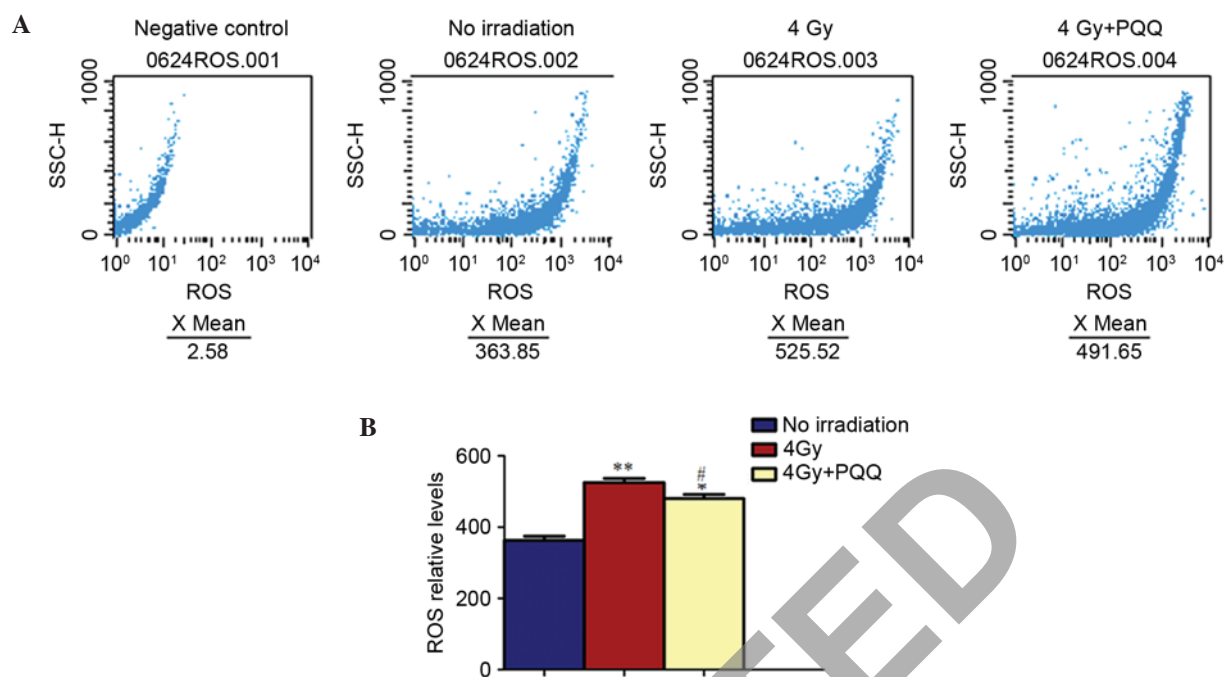 A
Negative control
0624ROS.001
SSC-H
1000
0
10⁰ 10¹ 10² 10³ 10⁴
ROS
X Mean
2.58
No irradiation
0624ROS.002
SSC-H
1000
0
10⁰ 10¹ 10² 10³ 10⁴
ROS
X Mean
363.85
4 Gy
0624ROS.003
SSC-H
1000
0
10⁰ 10¹ 10² 10³ 10⁴
ROS
X Mean
525.52
4 Gy+PQQ
0624ROS.004
SSC-H
1000
0
10⁰ 10¹ 10² 10³ 10⁴
ROS
X Mean
491.65
B
ROS relative levels
600
400
200
0
**
#
*
No irradiation
4Gy
4Gy+PQQ
TED